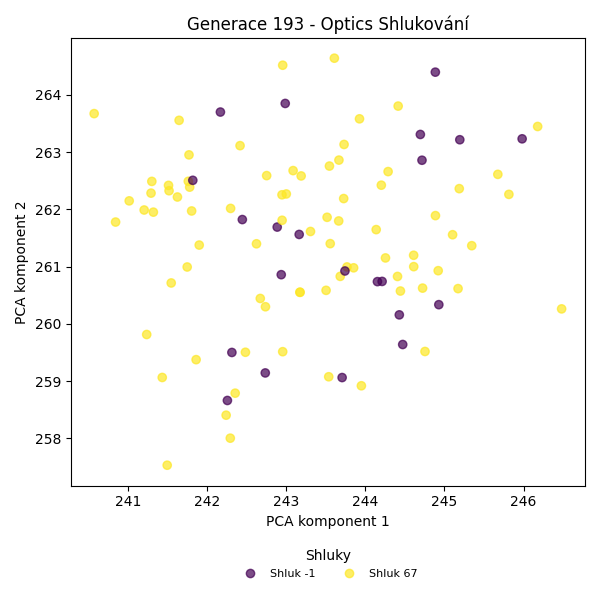 Generace 193 - Optics Shlukování
264
263
262
261
260
259
258
PCA komponent 2
241 242 243 244 245 246
PCA komponent 1
Shluky
Shluk -1 Shluk 67